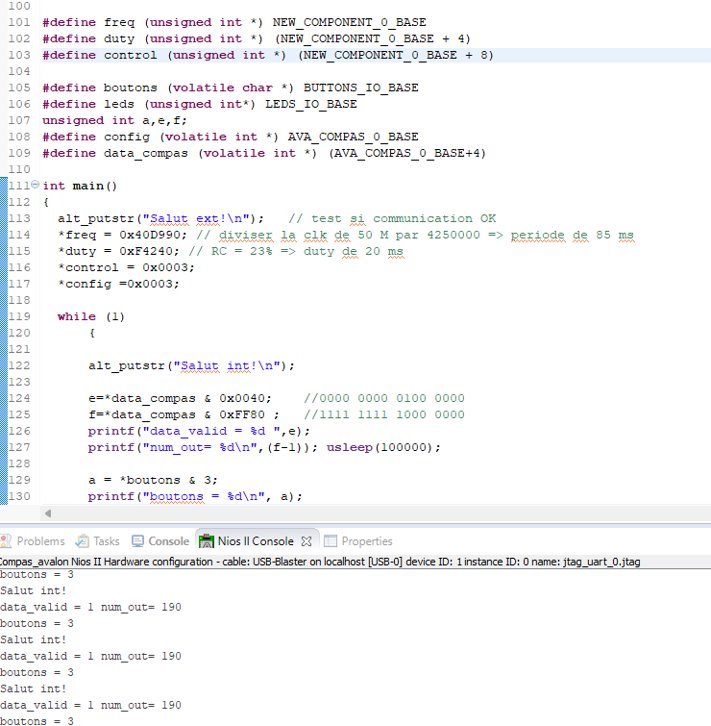 100
101 #define freq (unsigned int *) NEW_COMPONENT_0_BASE
102 #define duty (unsigned int *) (NEW_COMPONENT_0_BASE + 4)
103 #define control (unsigned int *) (NEW_COMPONENT_0_BASE + 8)
104
105 #define boutons (volatile char *) BUTTONS_IO_BASE
106 #define leds (unsigned int*) LEDS_IO_BASE
107 unsigned int a,e,f;
108 #define config (volatile int *) AVA_COMPAS_0_BASE
109 #define data_compas (volatile int *) (AVA_COMPAS_0_BASE+4)
110
111 int main()
112 {
113 alt_putstr("Salut ext!\n"); // test si communication OK
114 *freq = 0x40D990; // diviser la clk de 50 M par 4250000 => periode de 85 ms
115 *duty = 0xF4240; // RC = 23% => duty de 20 ms
116 *control = 0x0003;
117 *config =0x0003;
118
119 while (1)
120 {
121
122 alt_putstr("Salut int!\n");
123
124 e=*data_compas & 0x0040; //0000 0000 0100 0000
125 f=*data_compas & 0xFF80 ; //1111 1111 1000 0000
126 printf("data_valid = %d ",e);
127 printf("num_out= %d\n",(f-1)); usleep(100000);
128
129 a = *boutons & 3;
130 printf("boutons = %d\n", a);
Problems Tasks Console Nios II Console Properties
Compas_avalon Nios II Hardware configuration - cable: USB-Blaster on localhost [USB-0] device ID: 1 instance ID: 0 name: jtag_uart_0.jtag
boutons = 3
Salut int!
data_valid = 1 num_out= 190
boutons = 3
Salut int!
data_valid = 1 num_out= 190
boutons = 3
Salut int!
data_valid = 1 num_out= 190
boutons = 3